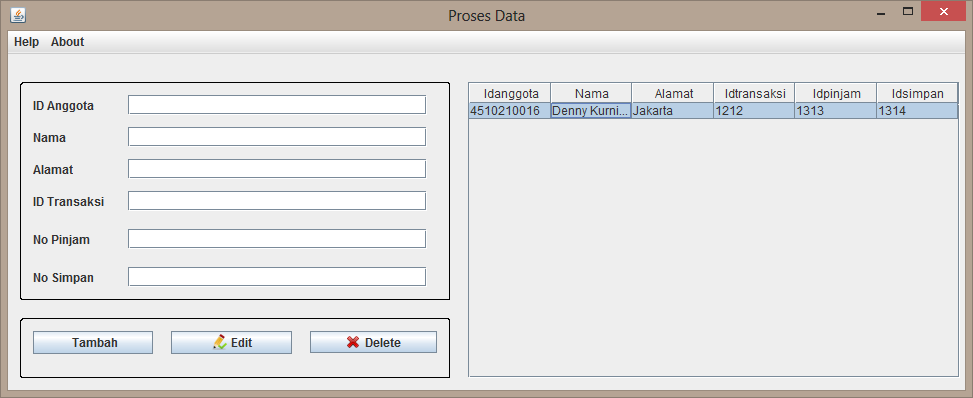 Proses Data
Help About
ID Anggota
Nama
Alamat
ID Transaksi
No Pinjam
No Simpan
Tambah Edit Delete
Idanggota Nama Alamat Idtransaksi Idpinjam Idsimpan
4510210016 Denny Kurni... Jakarta 1212 1313 1314